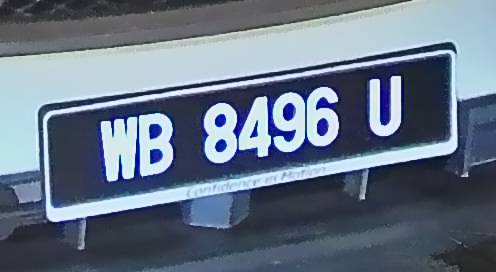 WB 8496 U
Confidence in Motion